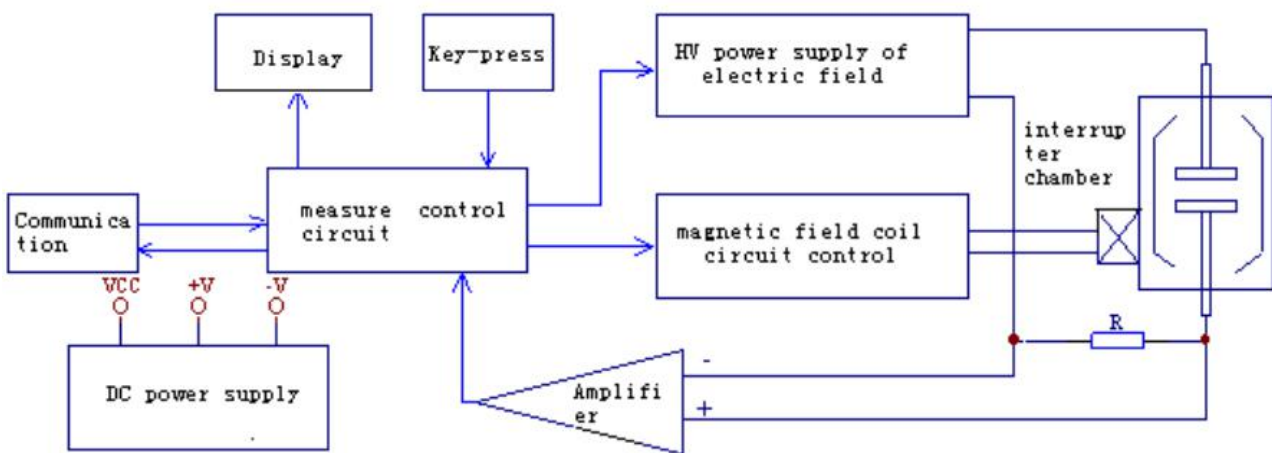 Display
Key-press
HV power supply of
electric field
interrup
ter
chamber
Communica
tion
measure control
circuit
magnetic field coil
circuit control
VCC +V -V
R
DC power supply
Amplifi
er
-
+